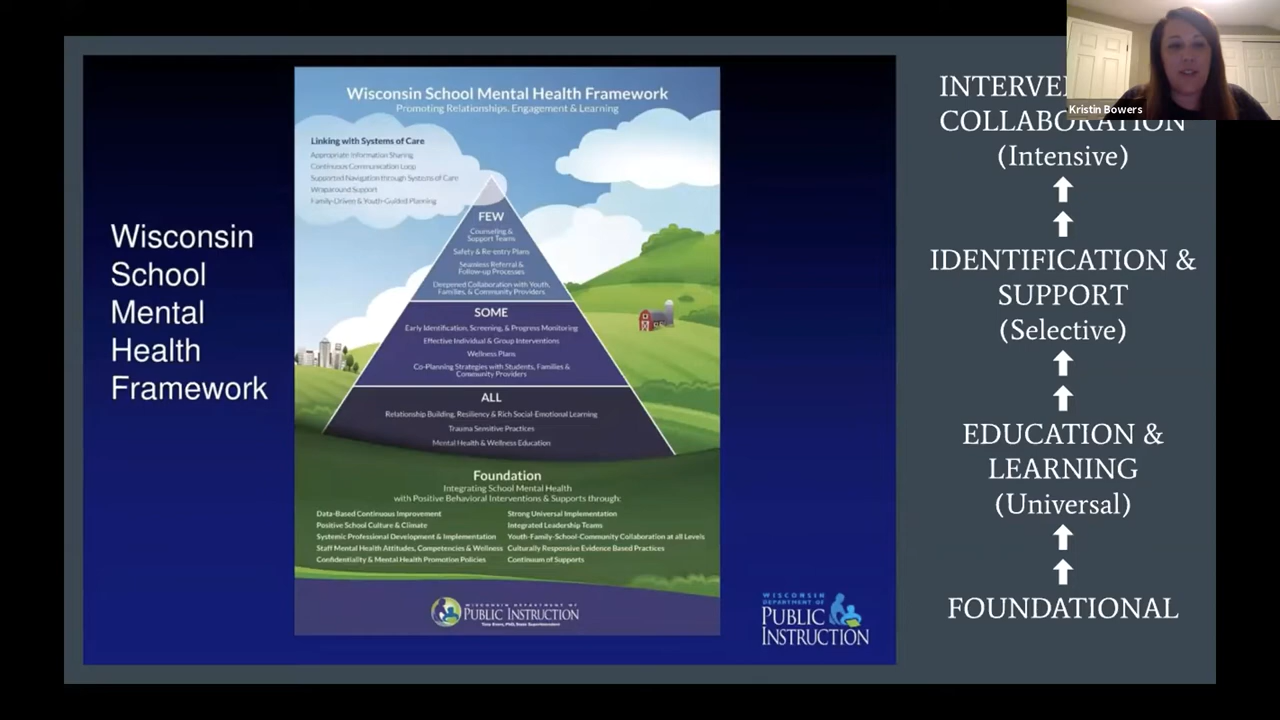 Wisconsin
School
Mental
Health
Framework
Wisconsin School Mental Health Framework
Promoting Relationships, Engagement & Learning
Linking with Systems of Care
Appropriate Information Sharing
Continuous Communication Loop
Supported Navigation through Systems of Care
Wraparound Support
Family-Driven & Youth-Guided Planning
FEW
Counseling &
Support Teams
Safety & Re-entry Plans
Seamless Referral &
Follow-up Processes
Deepened Collaboration with Youth,
Families, & Community Providers
SOME
Early Identification, Screening, & Progress Monitoring
Effective Individual & Group Interventions
Wellness Plans
Co-Planning Strategies with Students, Families &
Community Providers
ALL
Relationship Building, Resiliency & Rich Social-Emotional Learning
Trauma Sensitive Practices
Mental Health & Wellness Education
Foundation
Integrating School Mental Health
with Positive Behavioral Interventions & Supports through:
Data-Based Continuous Improvement
Positive School Culture & Climate
Systemic Professional Development & Implementation
Staff Mental Health Attitudes, Competencies & Wellness
Confidentiality & Mental Health Promotion Policies
Strong Universal Implementation
Integrated Leadership Teams
Youth-Family-School-Community Collaboration at all Levels
Culturally Responsive Evidence Based Practices
Continuum of Supports
WISCONSIN DEPARTMENT OF
PUBLIC INSTRUCTION
Tony Evers, PhD, State Superintendent
WISCONSIN
DEPARTMENT OF
PUBLIC
INSTRUCTION
Kristin Bowers
COLLABORATION
(Intensive)
IDENTIFICATION &
SUPPORT
(Selective)
EDUCATION &
LEARNING
(Universal)
FOUNDATIONAL